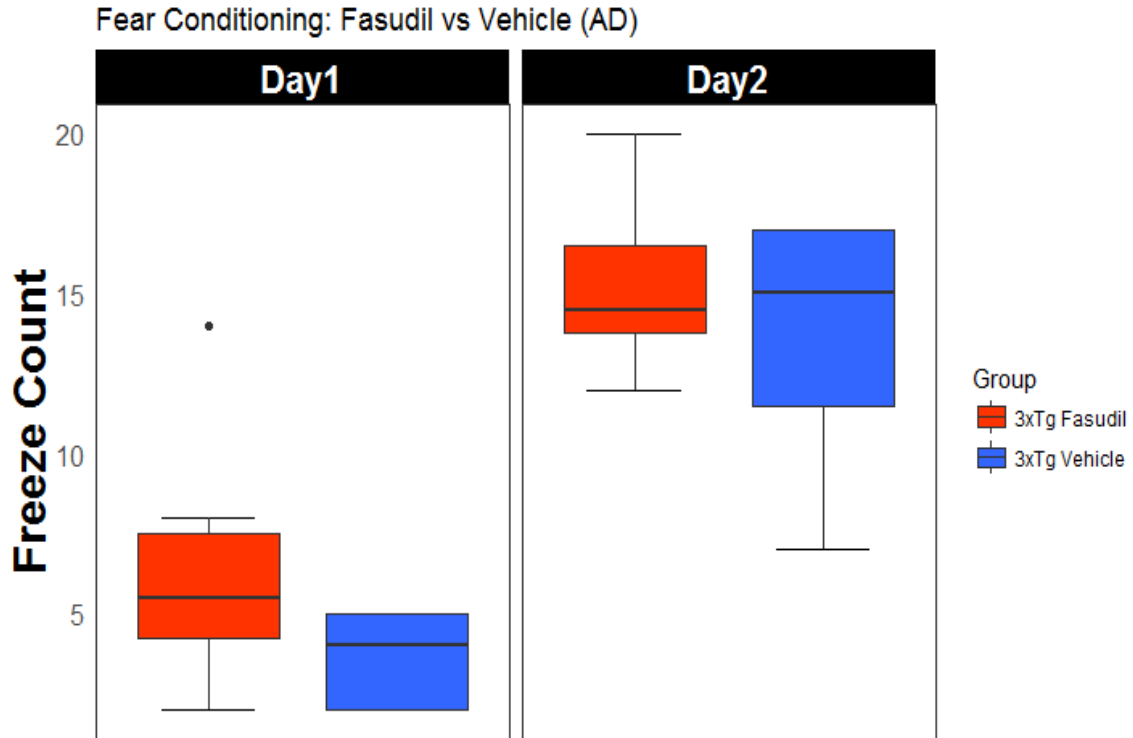 Fear Conditioning: Fasudil vs Vehicle (AD)
Day1
Day2
Freeze Count
20
15
10
5
Group
3xTg Fasudil
3xTg Vehicle